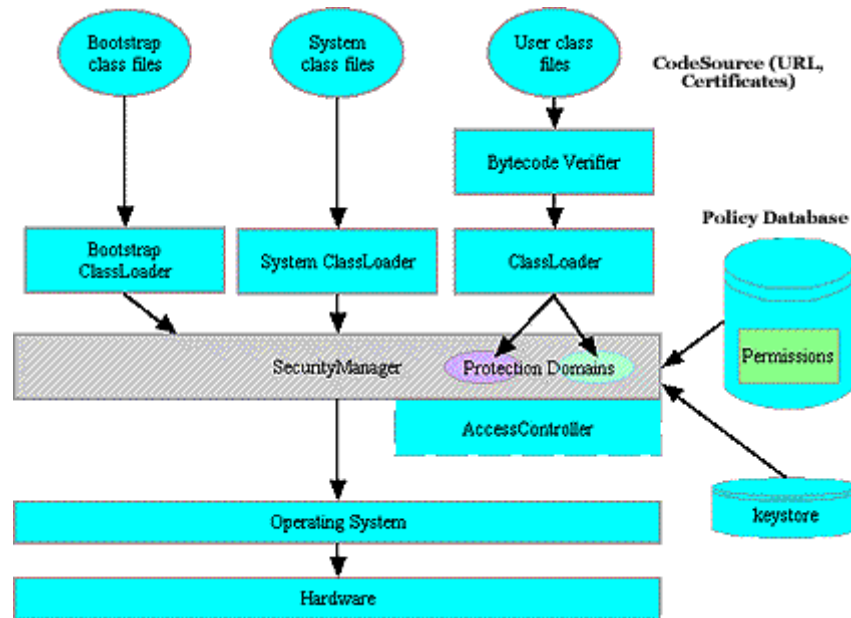 Bootstrap
class files
System
class files
User class
files
CodeSource (URL,
Certificates)
Bytecode Verifier
Policy Database
Bootstrap
ClassLoader
System ClassLoader
ClassLoader
Permissions
SecurityManager
Protection Domains
AccessController
keystore
Operating System
Hardware